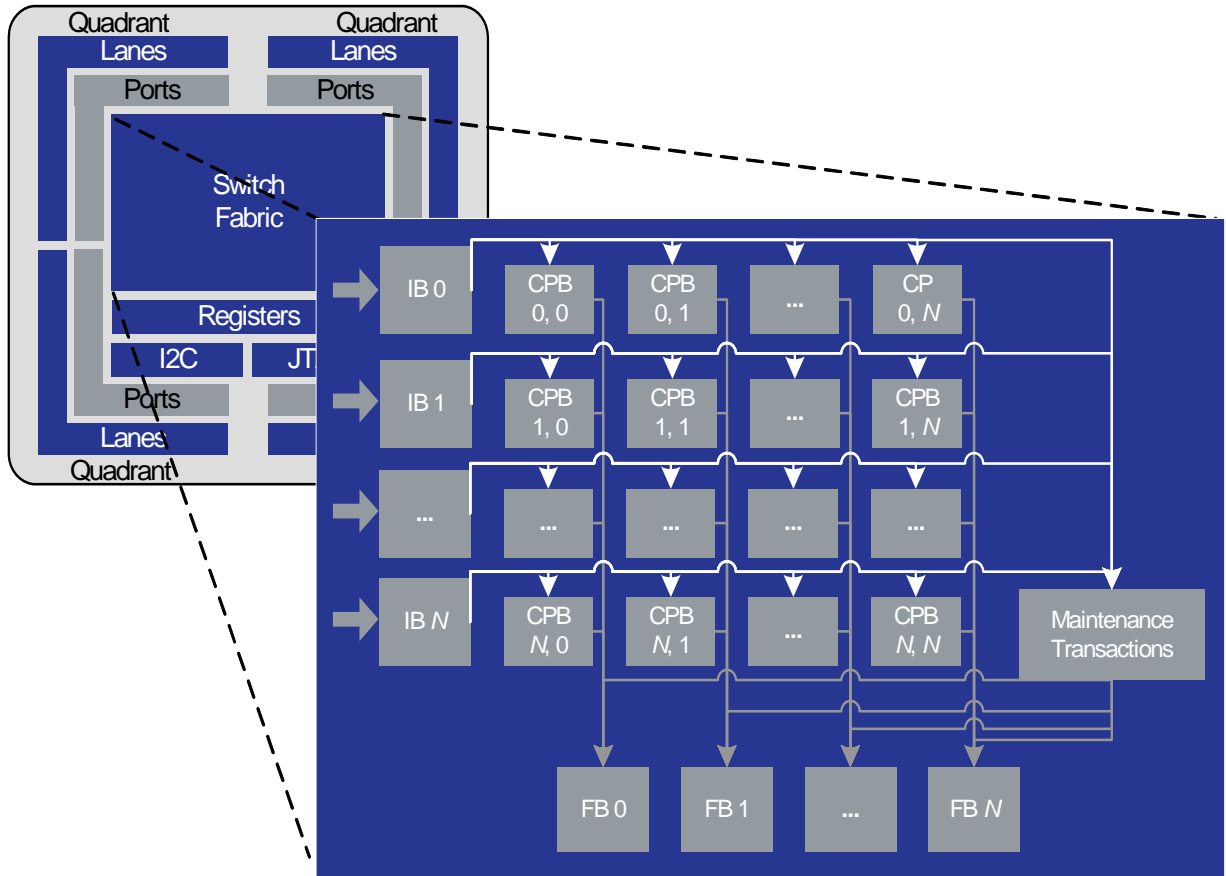 Quadrant
Quadrant
Lanes
Lanes
Ports
Ports
Switch
Fabric
Registers
I2C
Ports
Lanes
Quadrant
IB 0
CPB
0, 0
CPB
0, 1
...
CP
0, N
IB 1
CPB
1, 0
CPB
1, 1
...
CPB
1, N
...
...
...
...
...
IB N
CPB
N, 0
CPB
N, 1
...
CPB
N, N
Maintenance
Transactions
FB 0
FB 1
...
FB N